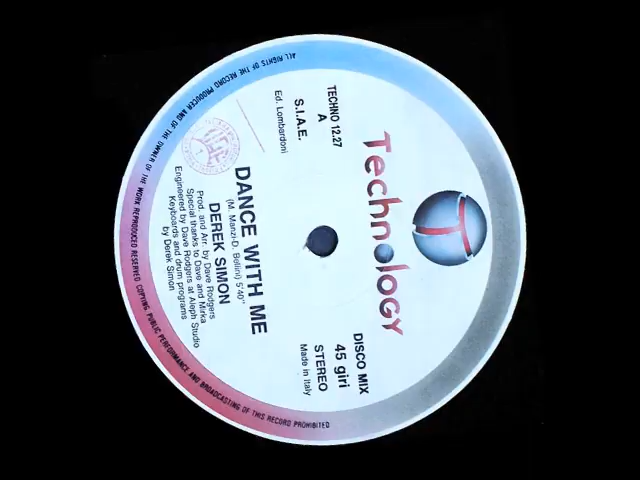 Technology
TECHNO 12.27
A
S.I.A.E.
Ed. Lombardoni
DISCO MIX
45 giri
STEREO
Made in Italy
DANCE WITH ME
(M. Manzi-D. Bellini) 5'40"
DEREK SIMON
Prod. and Arr. by Dave Rodgers
Special thanks to Dave and Mirka
Engineered by Dave Rodgers at Aleph Studio
Keyboards and drum programs
by Derek Simon
ALL RIGHTS OF THE RECORD PRODUCER AND OF THE OWNER OF THE WORK REPRODUCED RESERVED COPYING, PUBLIC PERFORMANCE AND BROADCASTING OF THIS RECORD PROHIBITED